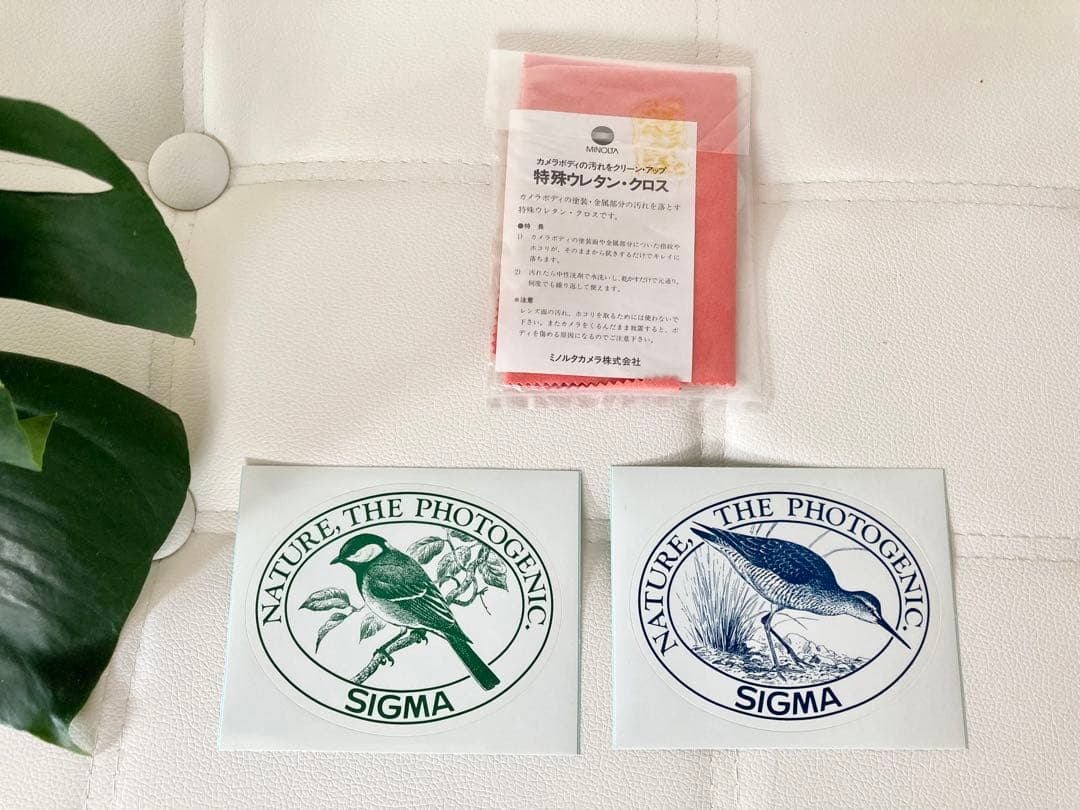 MINOLTA
カメラボディの汚れをクリーン・アップ
特殊ウレタン・クロス
カメラボディの塗装・金属部分の汚れを落とす
特殊ウレタン・クロスです。
●特 長
1) カメラボディの塗装面や金属部分についた指紋や
ホコリが、そのままから拭きするだけでキレイに
落ちます。
2) 汚れたら中性洗剤で水洗いし、乾かすだけで元通り。
何度でも繰り返して使えます。
※注意
レンズ面の汚れ、ホコリを取るためには使わないで
下さい。またカメラをくるんだまま放置すると、ボ
ディを傷める原因になるのでご注意下さい。
ミノルタカメラ株式会社
NATURE, THE PHOTOGENIC.
SIGMA
NATURE, THE PHOTOGENIC.
SIGMA